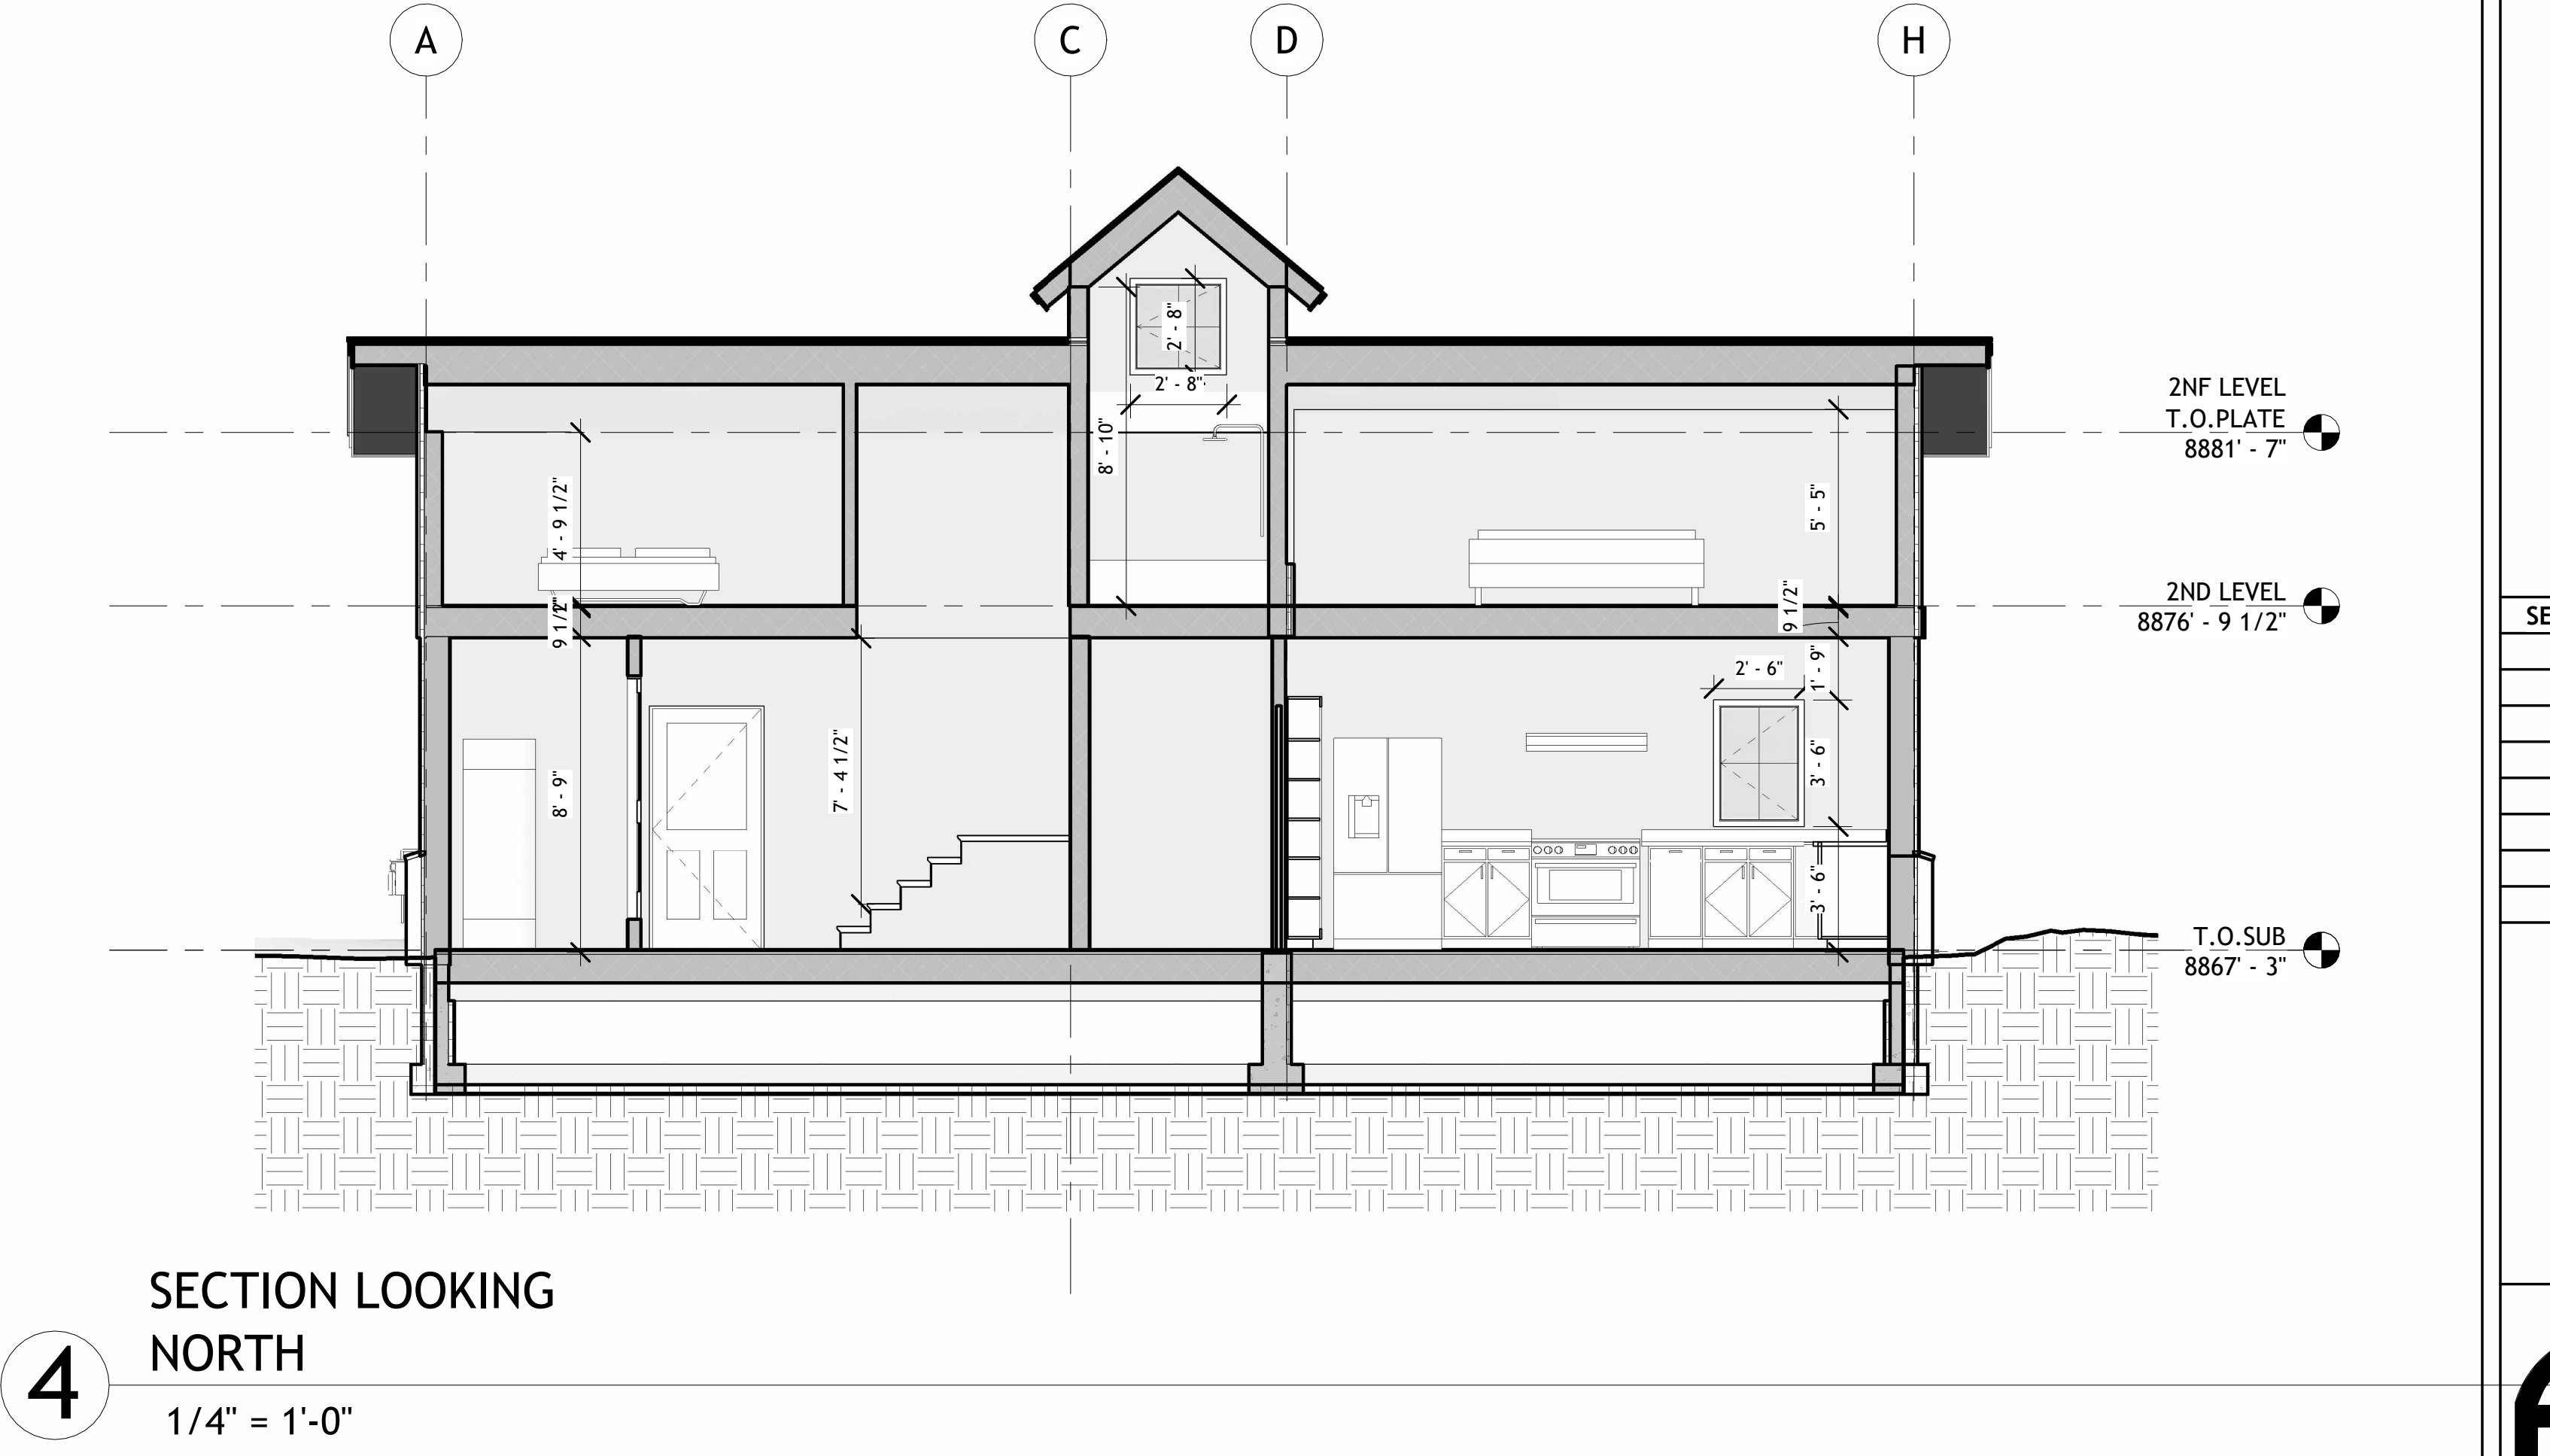 A
C
D
H
2' - 8"
2' - 8"
8' - 10"
4' - 9 1/2"
5' - 5"
9 1/2"
9 1/2"
2' - 6"
1' - 9"
8' - 9"
7' - 4 1/2"
3' - 6"
3' - 6"
2NF LEVEL
T.O.PLATE
8881' - 7"
2ND LEVEL
8876' - 9 1/2"
SE
T.O.SUB
8867' - 3"
SECTION LOOKING
NORTH
4
1/4" = 1'-0"